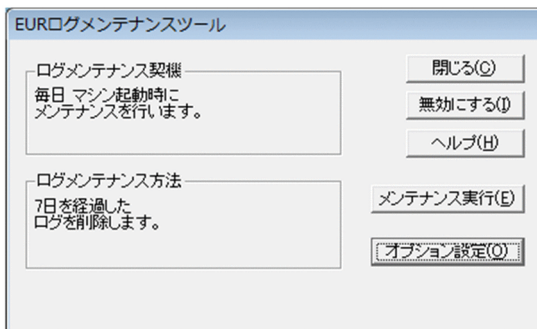 EURログメンテナンスツール
ログメンテナンス契機
毎日 マシン起動時に
メンテナンスを行います。
閉じる(C)
無効にする(I)
ヘルプ(H)
ログメンテナンス方法
7日を経過した
ログを削除します。
メンテナンス実行(E)
オプション設定(O)